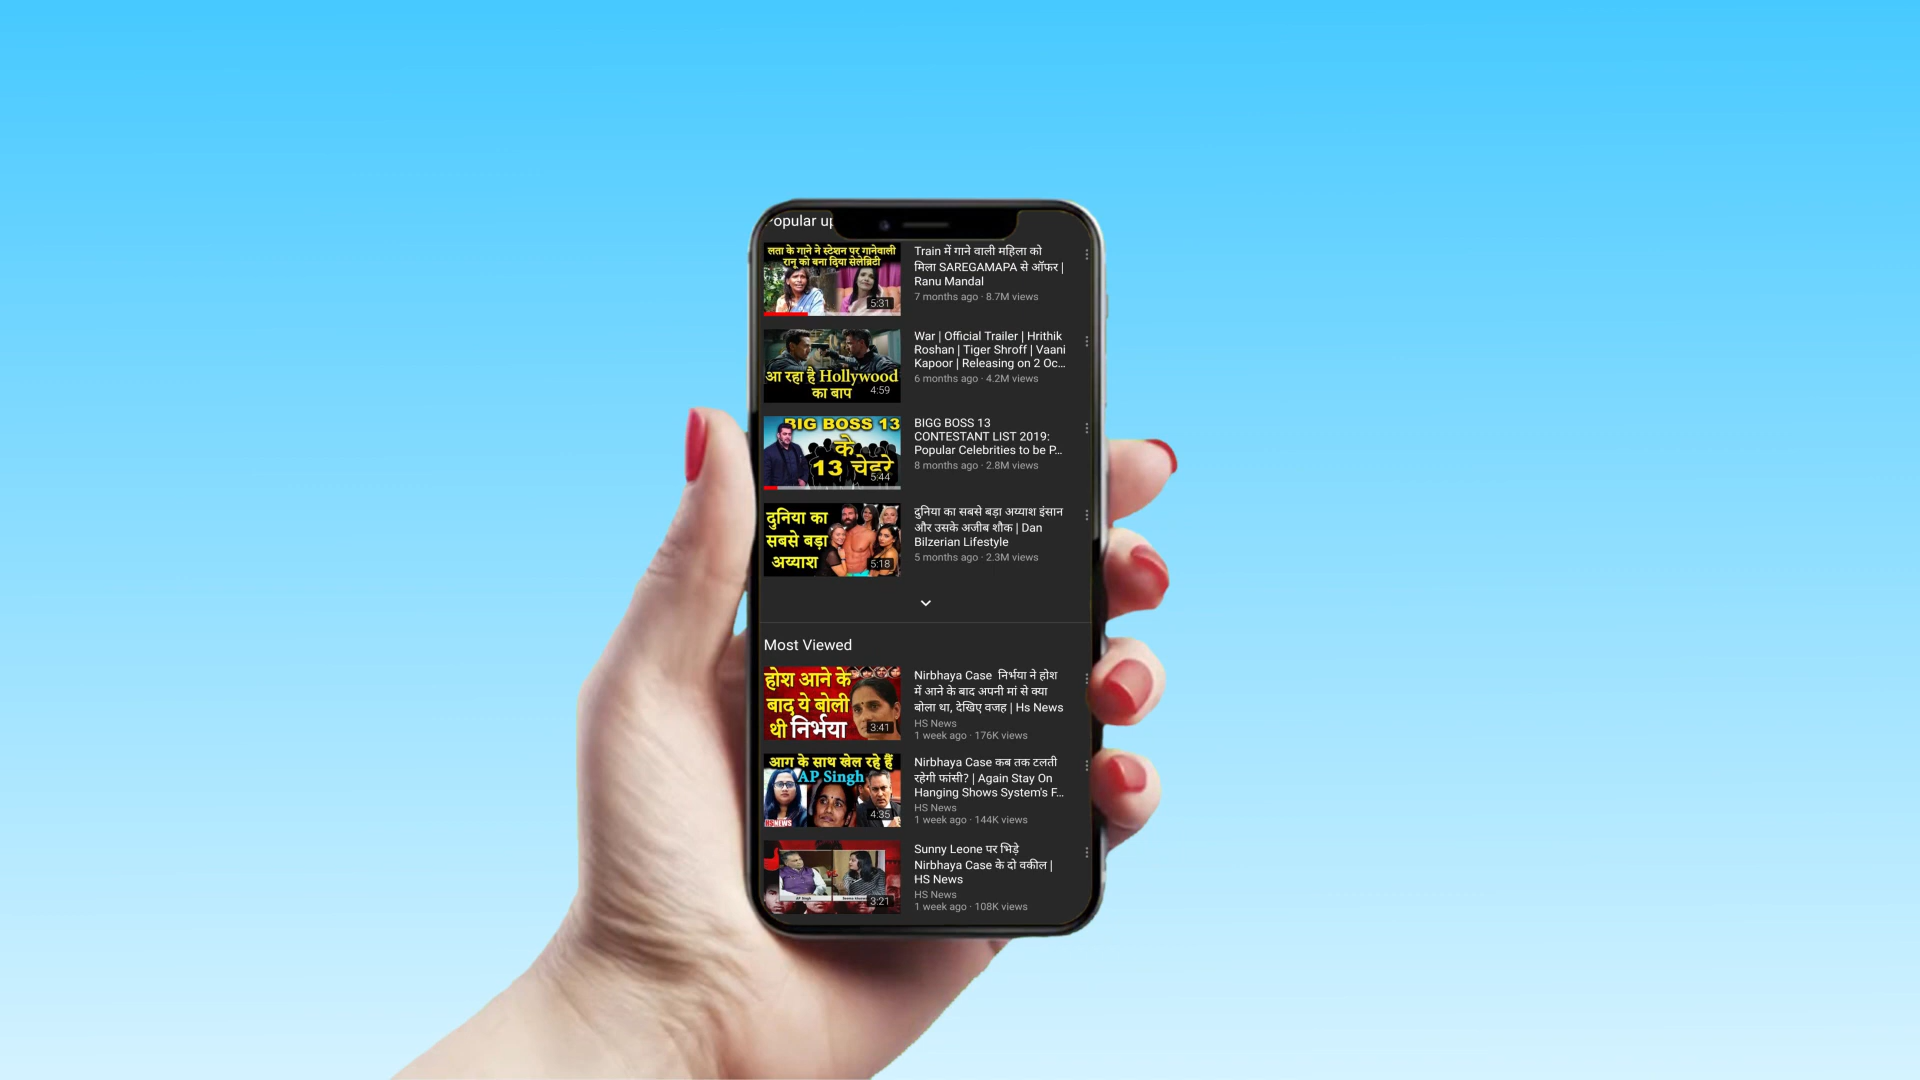 opular up
लता के गाने ने स्टेशन पर गानेवाली
रानू को बना दिया सेलेब्रिटी
5:31
Train में गाने वाली महिला को
मिला SAREGAMAPA से ऑफर |
Ranu Mandal
7 months ago · 8.7M views
आ रहा है Hollywood
का बाप
4:59
War | Official Trailer | Hrithik
Roshan | Tiger Shroff | Vaani
Kapoor | Releasing on 2 Oc...
6 months ago · 4.2M views
BIG BOSS 13
के
13 चेहरे
5:44
BIGG BOSS 13
CONTESTANT LIST 2019:
Popular Celebrities to be P...
8 months ago · 2.8M views
दुनिया का
सबसे बड़ा
अय्याश
5:18
दुनिया का सबसे बड़ा अय्याश इंसान
और उसके अजीब शौक | Dan
Bilzerian Lifestyle
5 months ago · 2.3M views
Most Viewed
होश आने के
बाद ये बोली
थी निर्भया
3:41
Nirbhaya Case निर्भया ने होश
में आने के बाद अपनी मां से क्या
बोला था, देखिए वजह | Hs News
HS News
1 week ago · 176K views
आग के साथ खेल रहे हैं
AP Singh
HS NEWS
4:35
Nirbhaya Case कब तक टलती
रहेगी फांसी? | Again Stay On
Hanging Shows System's F...
HS News
1 week ago · 144K views
3:21
Sunny Leone पर भिड़े
Nirbhaya Case के दो वकील |
HS News
HS News
1 week ago · 108K views